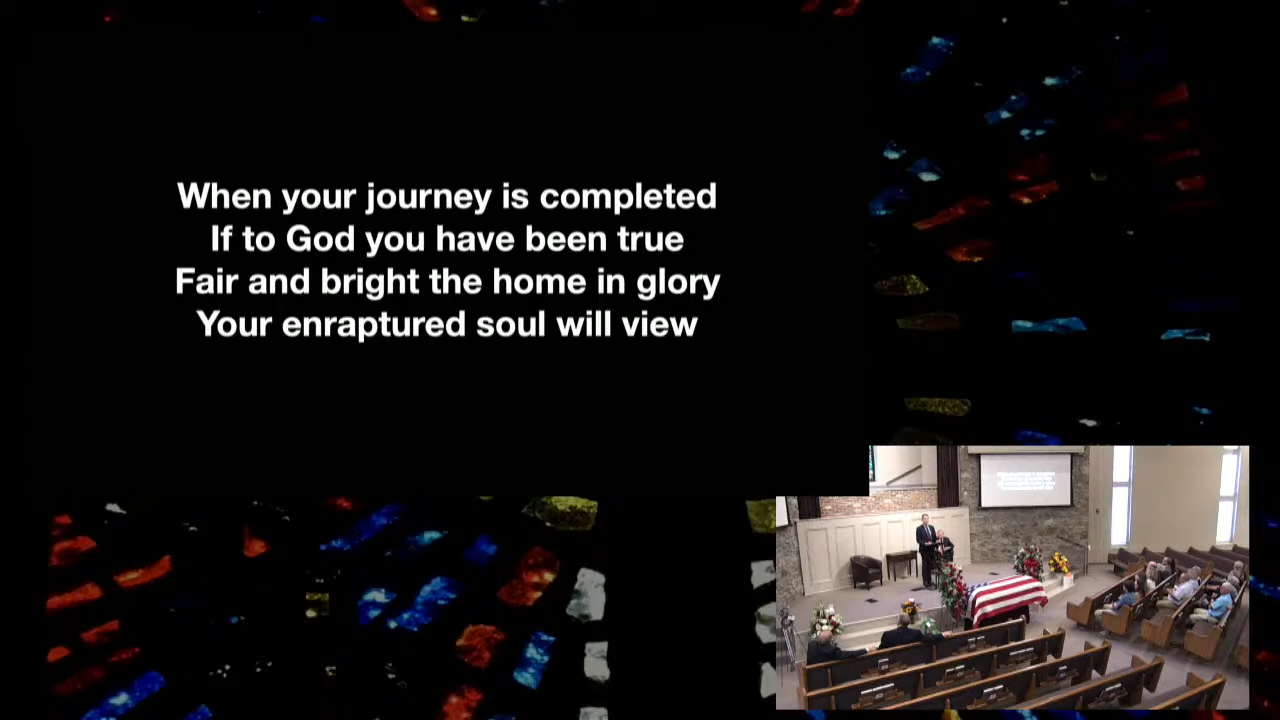 When your journey is completed
If to God you have been true
Fair and bright the home in glory
Your enraptured soul will view